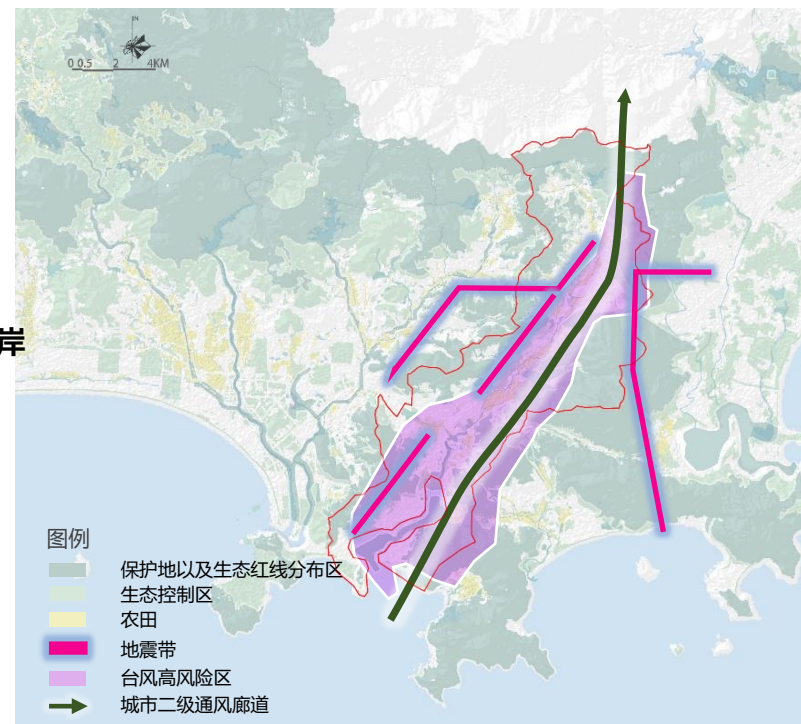 N
0 0.5 2 4KM
岸
图例
保护地以及生态红线分布区
生态控制区
农田
地震带
台风高风险区
城市二级通风廊道